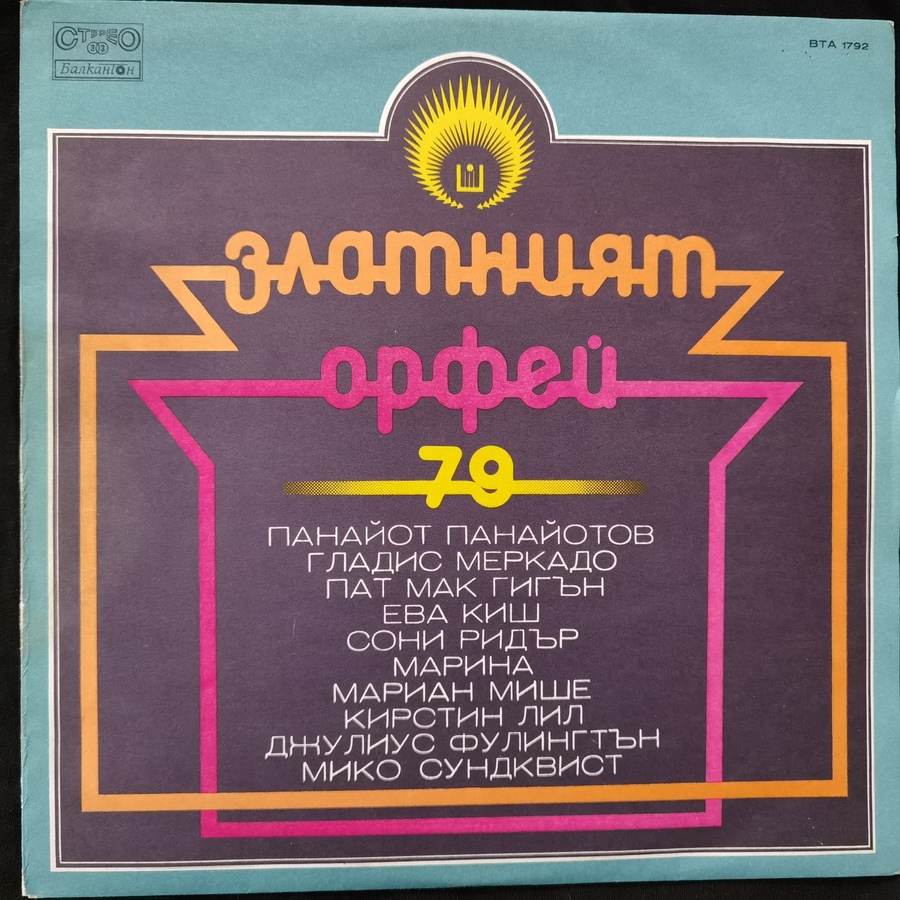 СТЕРЕО
33
Балкантон
ВТА 1792
златният
орфей
79
ПАНАЙОТ ПАНАЙОТОВ
ГЛАДИС МЕРКАДО
ПАТ МАК ГИГЪН
ЕВА КИШ
СОНИ РИДЪР
МАРИНА
МАРИАН МИШЕ
КИРСТИН ЛИЛ
ДЖУЛИУС ФУЛИНГТЪН
МИКО СУНДКВИСТ